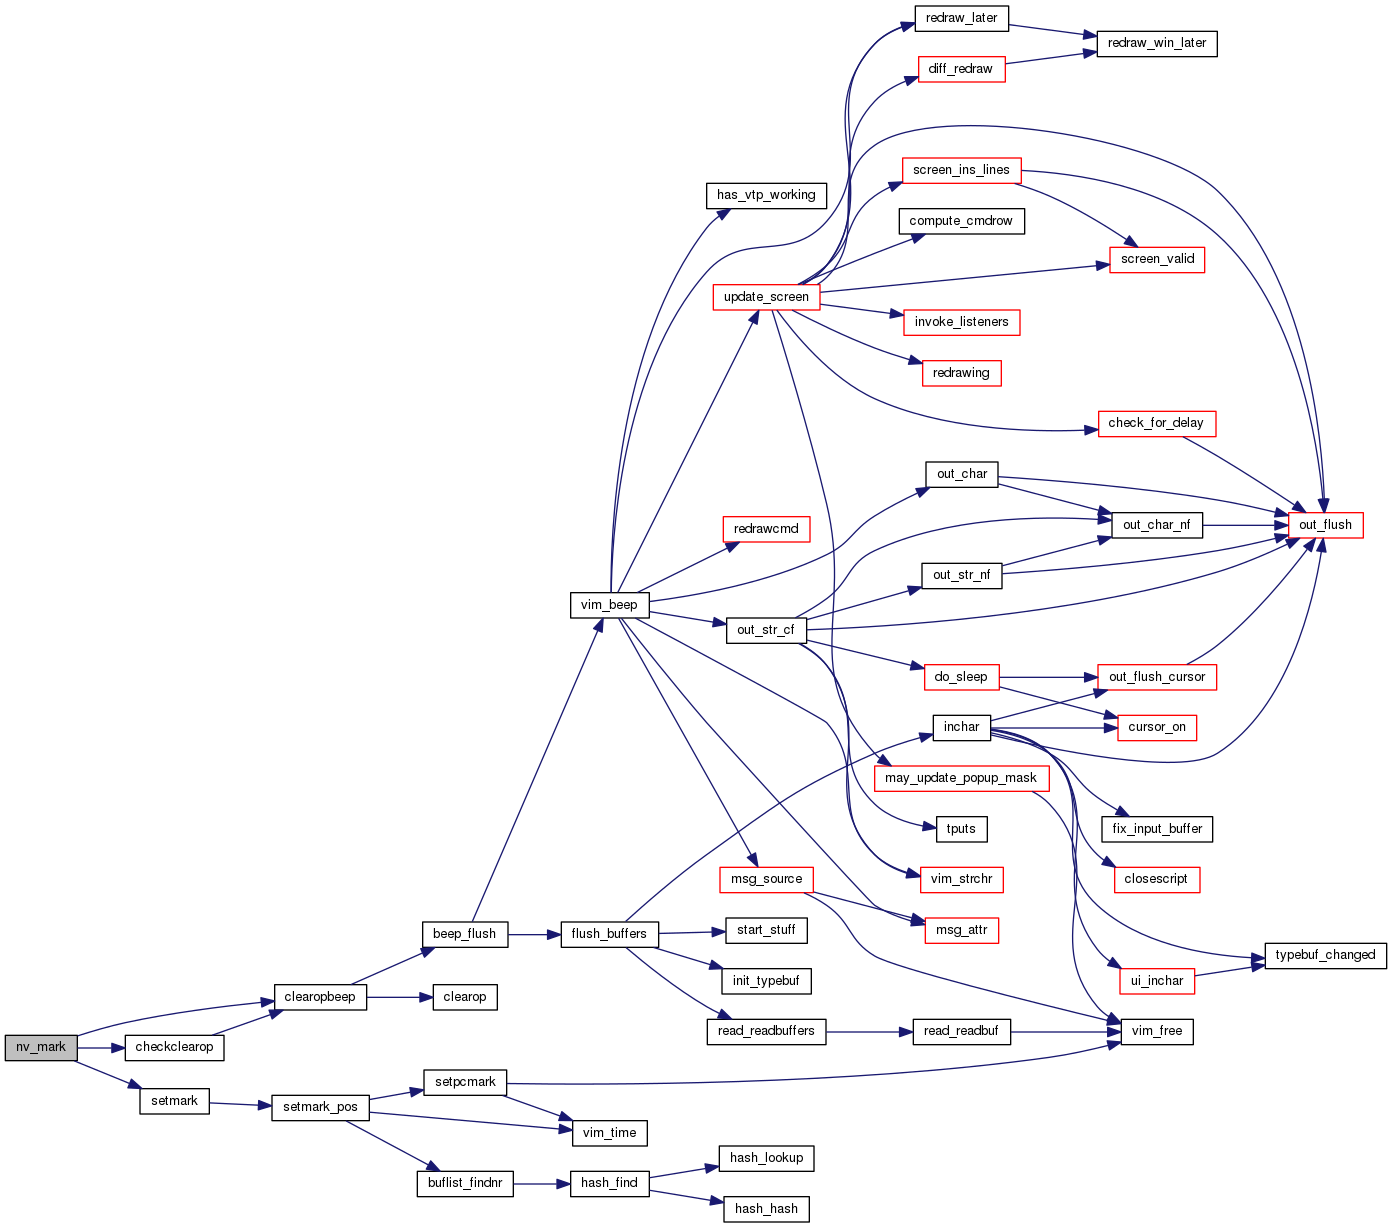 redraw_later
redraw_win_later
diff_redraw
screen_ins_lines
has_vtp_working
compute_cmdrow
screen_valid
update_screen
invoke_listeners
redrawing
check_for_delay
out_char
redrawcmd
out_char_nf
out_flush
out_str_nf
vim_beep
out_str_cf
do_sleep
out_flush_cursor
inchar
cursor_on
may_update_popup_mask
tputs
fix_input_buffer
msg_source
vim_strchr
closescript
beep_flush
flush_buffers
start_stuff
msg_attr
typebuf_changed
init_typebuf
ui_inchar
clearopbeep
clearop
read_readbuffers
read_readbuf
vim_free
nv_mark
checkclearop
setpcmark
setmark
setmark_pos
vim_time
hash_lookup
buflist_findnr
hash_find
hash_hash